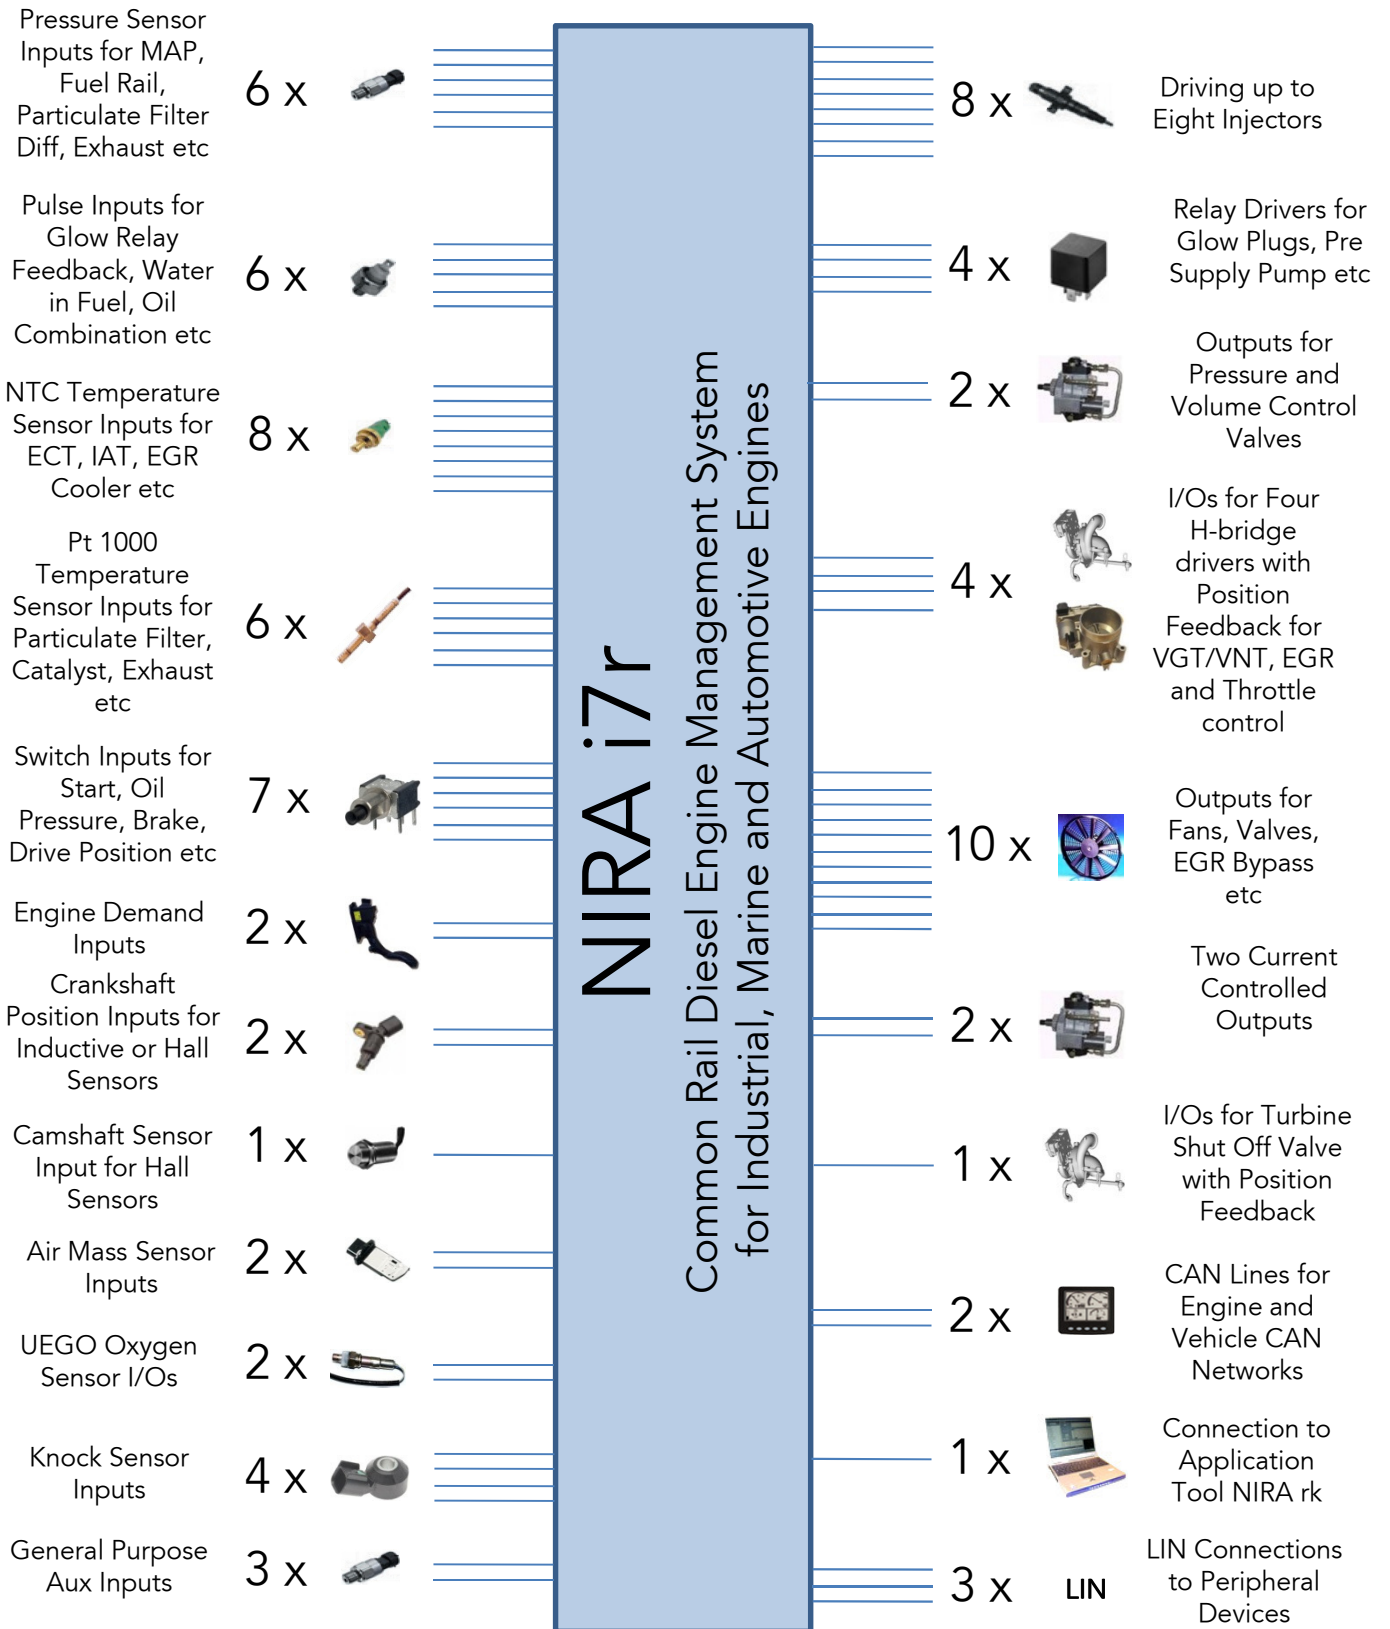 Pressure Sensor
Inputs for MAP,
Fuel Rail,
Particulate Filter
Diff, Exhaust etc
6 x
Pulse Inputs for
Glow Relay
Feedback, Water
in Fuel, Oil
Combination etc
6 x
NTC Temperature
Sensor Inputs for
ECT, IAT, EGR
Cooler etc
8 x
Pt 1000
Temperature
Sensor Inputs for
Particulate Filter,
Catalyst, Exhaust
etc
6 x
Switch Inputs for
Start, Oil
Pressure, Brake,
Drive Position etc
7 x
Engine Demand
Inputs
2 x
Crankshaft
Position Inputs for
Inductive or Hall
Sensors
2 x
Camshaft Sensor
Input for Hall
Sensors
1 x
Air Mass Sensor
Inputs
2 x
UEGO Oxygen
Sensor I/Os
2 x
Knock Sensor
Inputs
4 x
General Purpose
Aux Inputs
3 x
NIRA i7r
Common Rail Diesel Engine Management System
for Industrial, Marine and Automotive Engines
8 x
Driving up to
Eight Injectors
4 x
Relay Drivers for
Glow Plugs, Pre
Supply Pump etc
2 x
Outputs for
Pressure and
Volume Control
Valves
4 x
I/Os for Four
H-bridge
drivers with
Position
Feedback for
VGT/VNT, EGR
and Throttle
control
10 x
Outputs for
Fans, Valves,
EGR Bypass
etc
2 x
Two Current
Controlled
Outputs
1 x
I/Os for Turbine
Shut Off Valve
with Position
Feedback
2 x
CAN Lines for
Engine and
Vehicle CAN
Networks
1 x
Connection to
Application
Tool NIRA rk
3 x
LIN
LIN Connections
to Peripheral
Devices